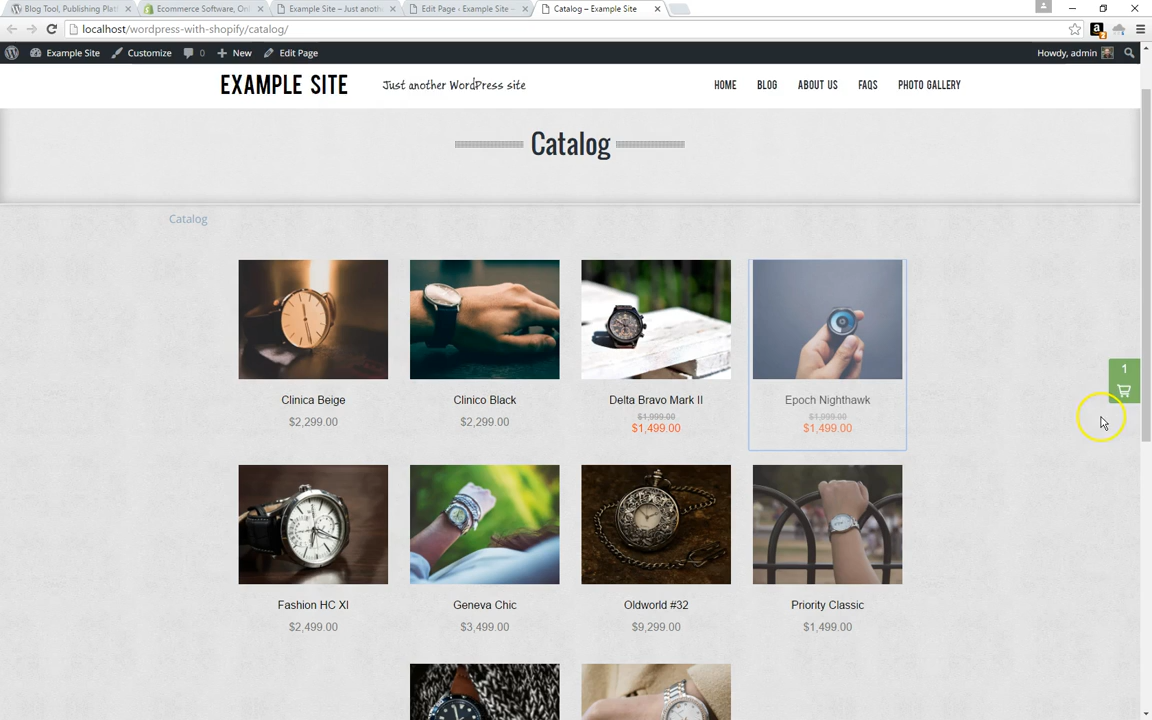 Blog Tool, Publishing Plat
Ecommerce Software, Onl
Example Site – Just anoth
Edit Page ‹ Example Site –
Catalog – Example Site
localhost/wordpress-with-shopify/catalog/
Example Site
Customize
0
New
Edit Page
Howdy, admin
EXAMPLE SITE
Just another WordPress site
HOME
BLOG
ABOUT US
FAQS
PHOTO GALLERY
Catalog
Catalog
Clinica Beige
Clinico Black
Delta Bravo Mark II
Epoch Nighthawk
$2,299.00
$2,299.00
$1,999.00
$1,499.00
$1,999.00
$1,499.00
1
Fashion HC XI
Geneva Chic
Oldworld #32
Priority Classic
$2,499.00
$3,499.00
$9,299.00
$1,499.00